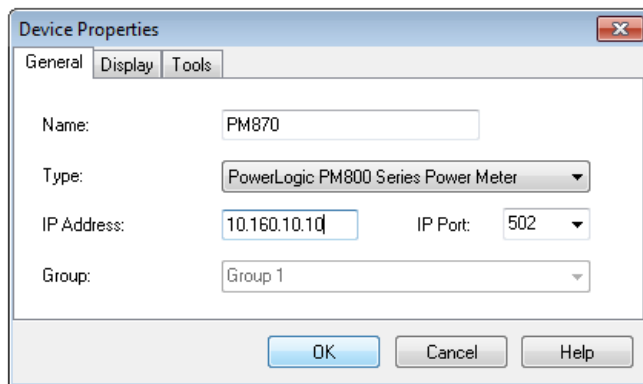 Device Properties
General Display Tools
Name: PM870
Type: PowerLogic PM800 Series Power Meter
IP Address: 10.160.10.10 IP Port: 502
Group: Group 1
OK Cancel Help